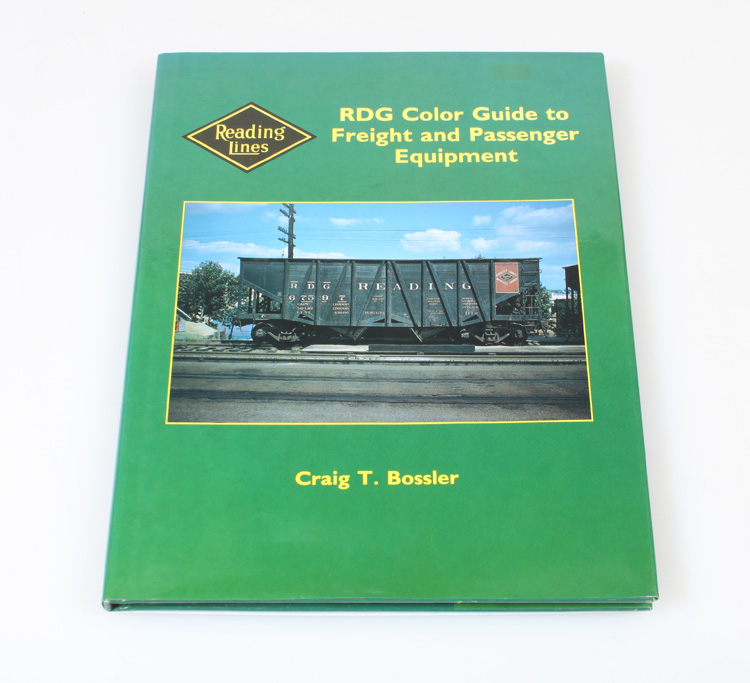 Reading
Lines
RDG Color Guide to
Freight and Passenger
Equipment
RDG READING
Craig T. Bossler